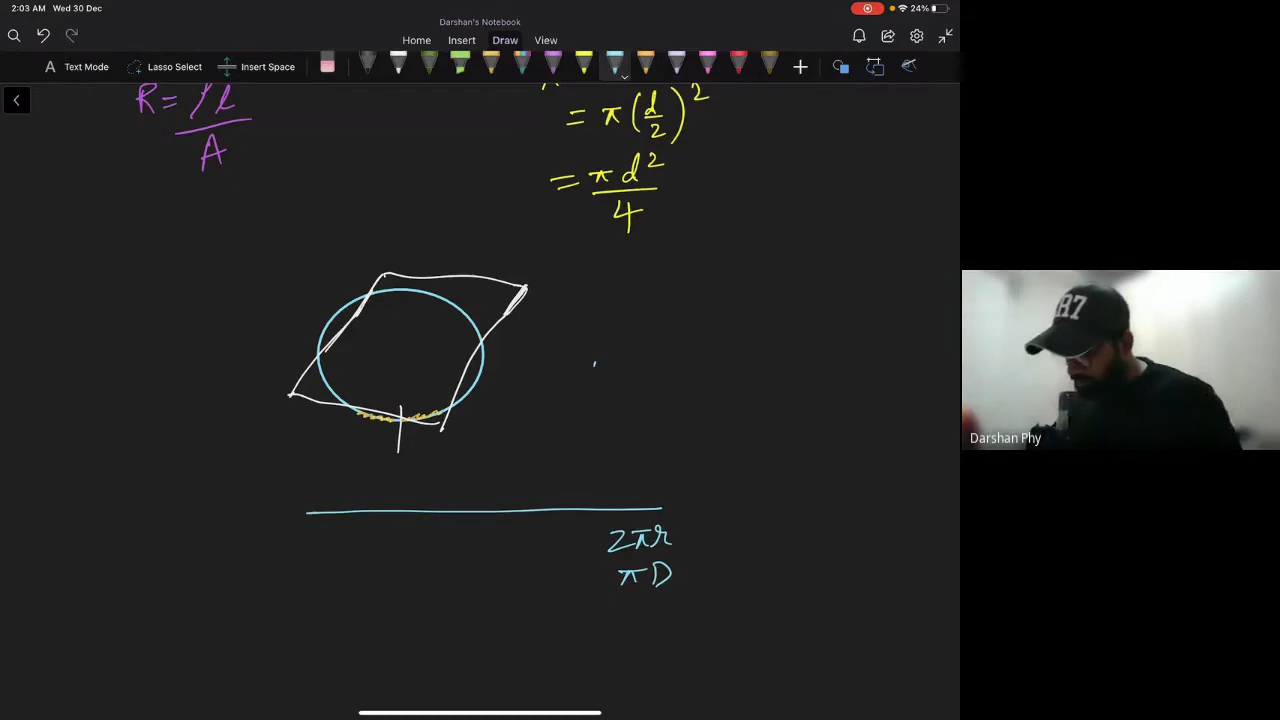 2:03 AM Wed 30 Dec
24%
Darshan's Notebook
Home Insert Draw View
Text Mode Lasso Select Insert Space
R = ρl
A
= π(d/2)²
= πd²
4
R7
Darshan Phy
2πr
πD